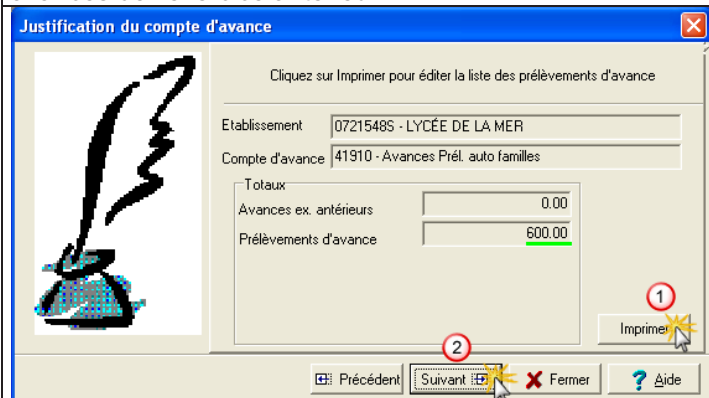 Justification du compte d'avance
Cliquez sur Imprimer pour éditer la liste des prélèvements d'avance
Etablissement 0721548S - LYCÉE DE LA MER
Compte d'avance 41910 - Avances Prél. auto familles
Totaux
Avances ex. antérieurs 0.00
Prélèvements d'avance 600.00
1
Imprimer
2
Précédent Suivant Fermer ? Aide